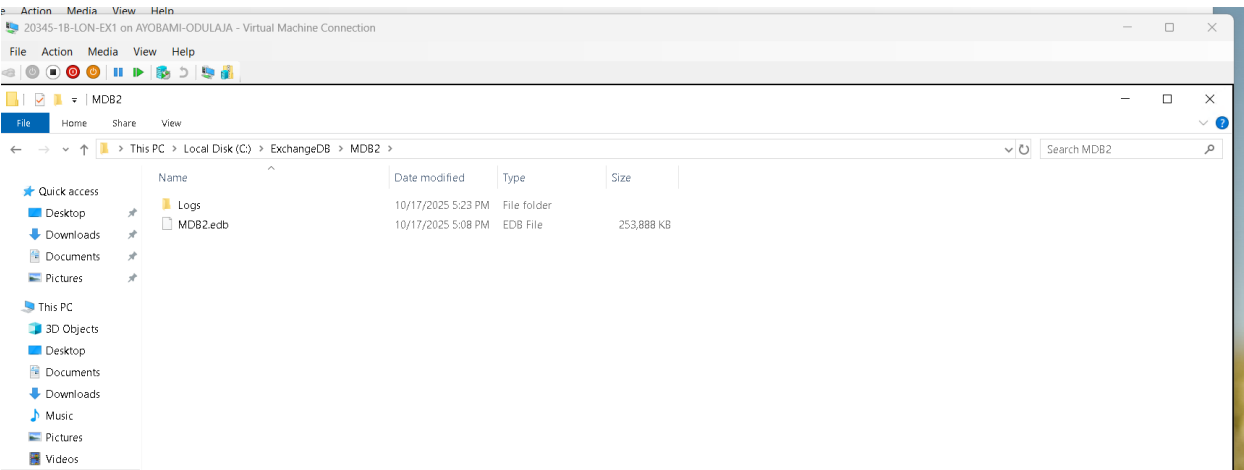 e Action Media View Help
20345-1B-LON-EX1 on AYOBAMI-ODULAJA - Virtual Machine Connection
File Action Media View Help
MDB2
File Home Share View
This PC > Local Disk (C:) > ExchangeDB > MDB2 >
Search MDB2
Name Date modified Type Size
Quick access
Logs 10/17/2025 5:23 PM File folder
Desktop
MDB2.edb 10/17/2025 5:08 PM EDB File 253,888 KB
Downloads
Documents
Pictures
This PC
3D Objects
Desktop
Documents
Downloads
Music
Pictures
Videos